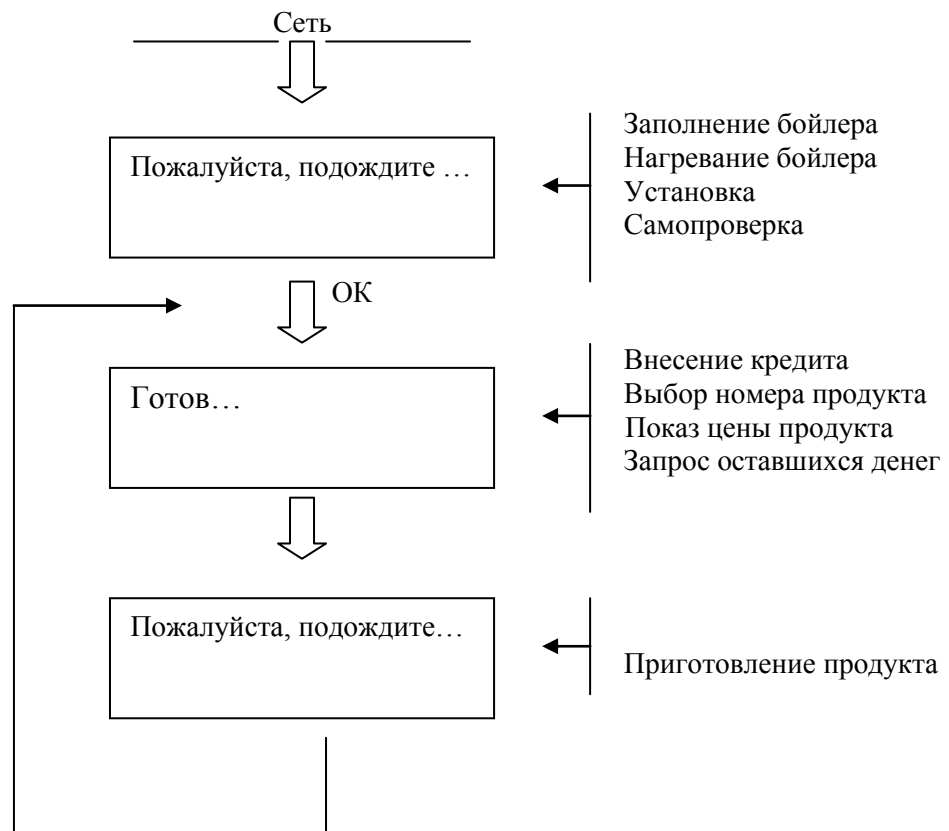 Сеть
Пожалуйста, подождите …
Заполнение бойлера
Нагревание бойлера
Установка
Самопроверка
ОК
Готов…
Внесение кредита
Выбор номера продукта
Показ цены продукта
Запрос оставшихся денег
Пожалуйста, подождите…
Приготовление продукта